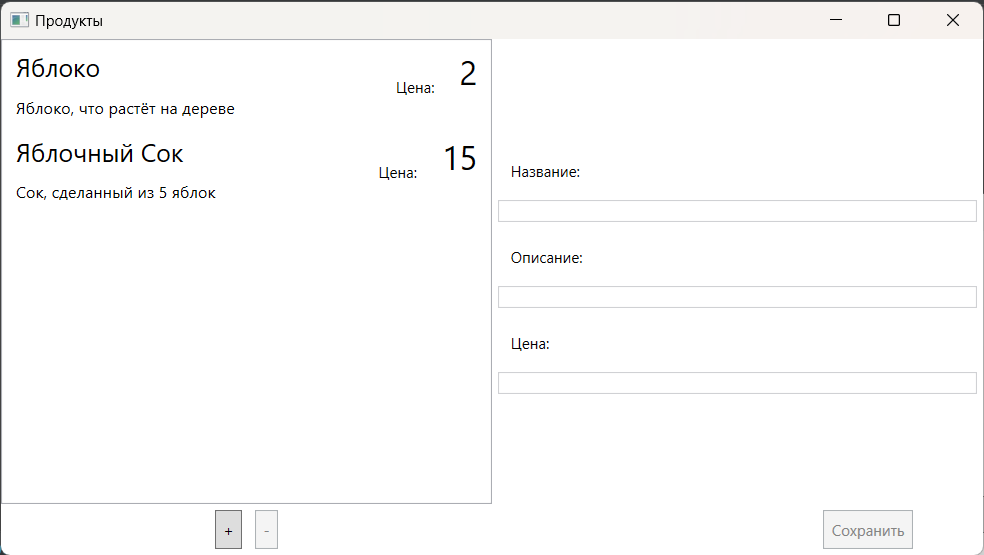 Продукты
Яблоко
Цена: 2
Яблоко, что растёт на дереве
Яблочный Сок
Цена: 15
Сок, сделанный из 5 яблок
Название:
Описание:
Цена:
+ -
Сохранить